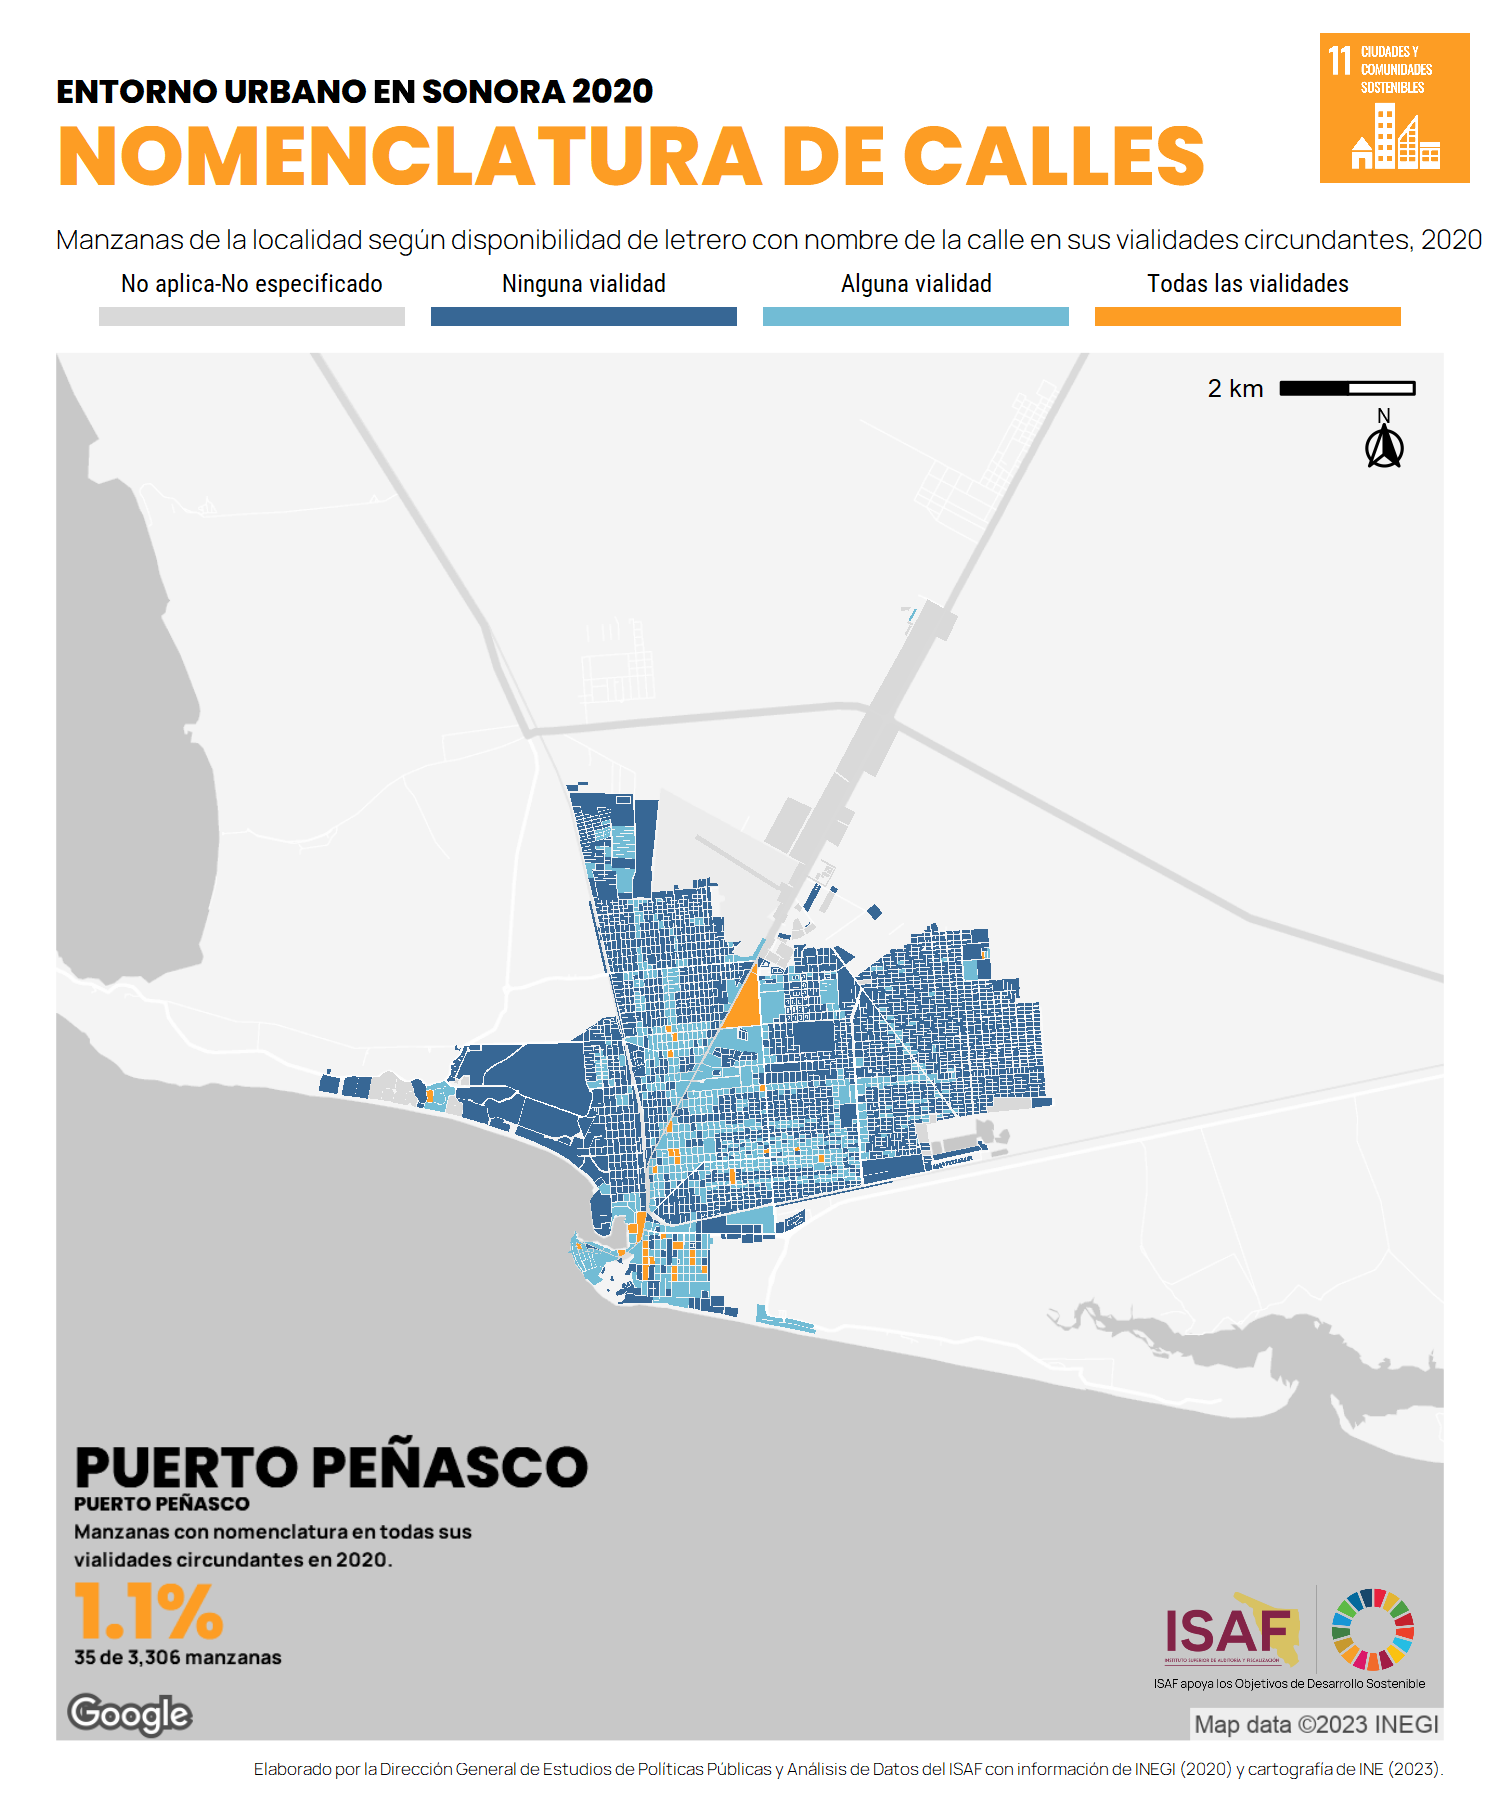 11 CIUDADES Y
COMUNIDADES
SOSTENIBLES
ENTORNO URBANO EN SONORA 2020
NOMENCLATURA DE CALLES
Manzanas de la localidad según disponibilidad de letrero con nombre de la calle en sus vialidades circundantes, 2020
No aplica-No especificado
Ninguna vialidad
Alguna vialidad
Todas las vialidades
2 km
N
PUERTO PEÑASCO
PUERTO PEÑASCO
Manzanas con nomenclatura en todas sus
vialidades circundantes en 2020.
1.1%
35 de 3,306 manzanas
ISAF
INSTITUTO SUPERIOR DE AUDITORÍA Y FISCALIZACIÓN
ISAF apoya los Objetivos de Desarrollo Sostenible
Google
Map data ©2023 INEGI
Elaborado por la Dirección General de Estudios de Políticas Públicas y Análisis de Datos del ISAF con información de INEGI (2020) y cartografía de INE (2023).